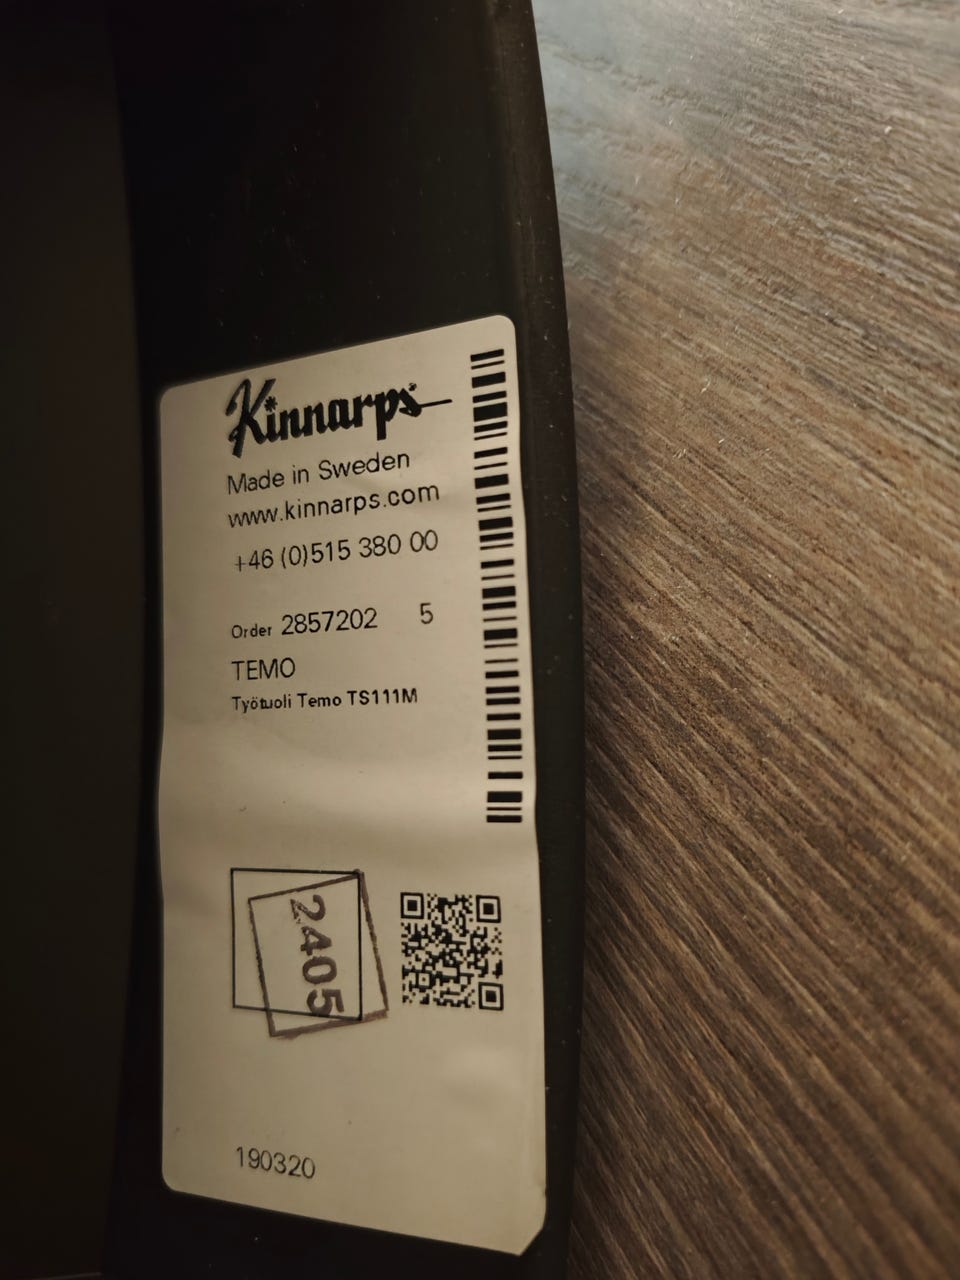 Kinnarps
Made in Sweden
www.kinnarps.com
+46 (0)515 380 00
Order 2857202 5
TEMO
Työtuoli Temo TS111M
2405
190320